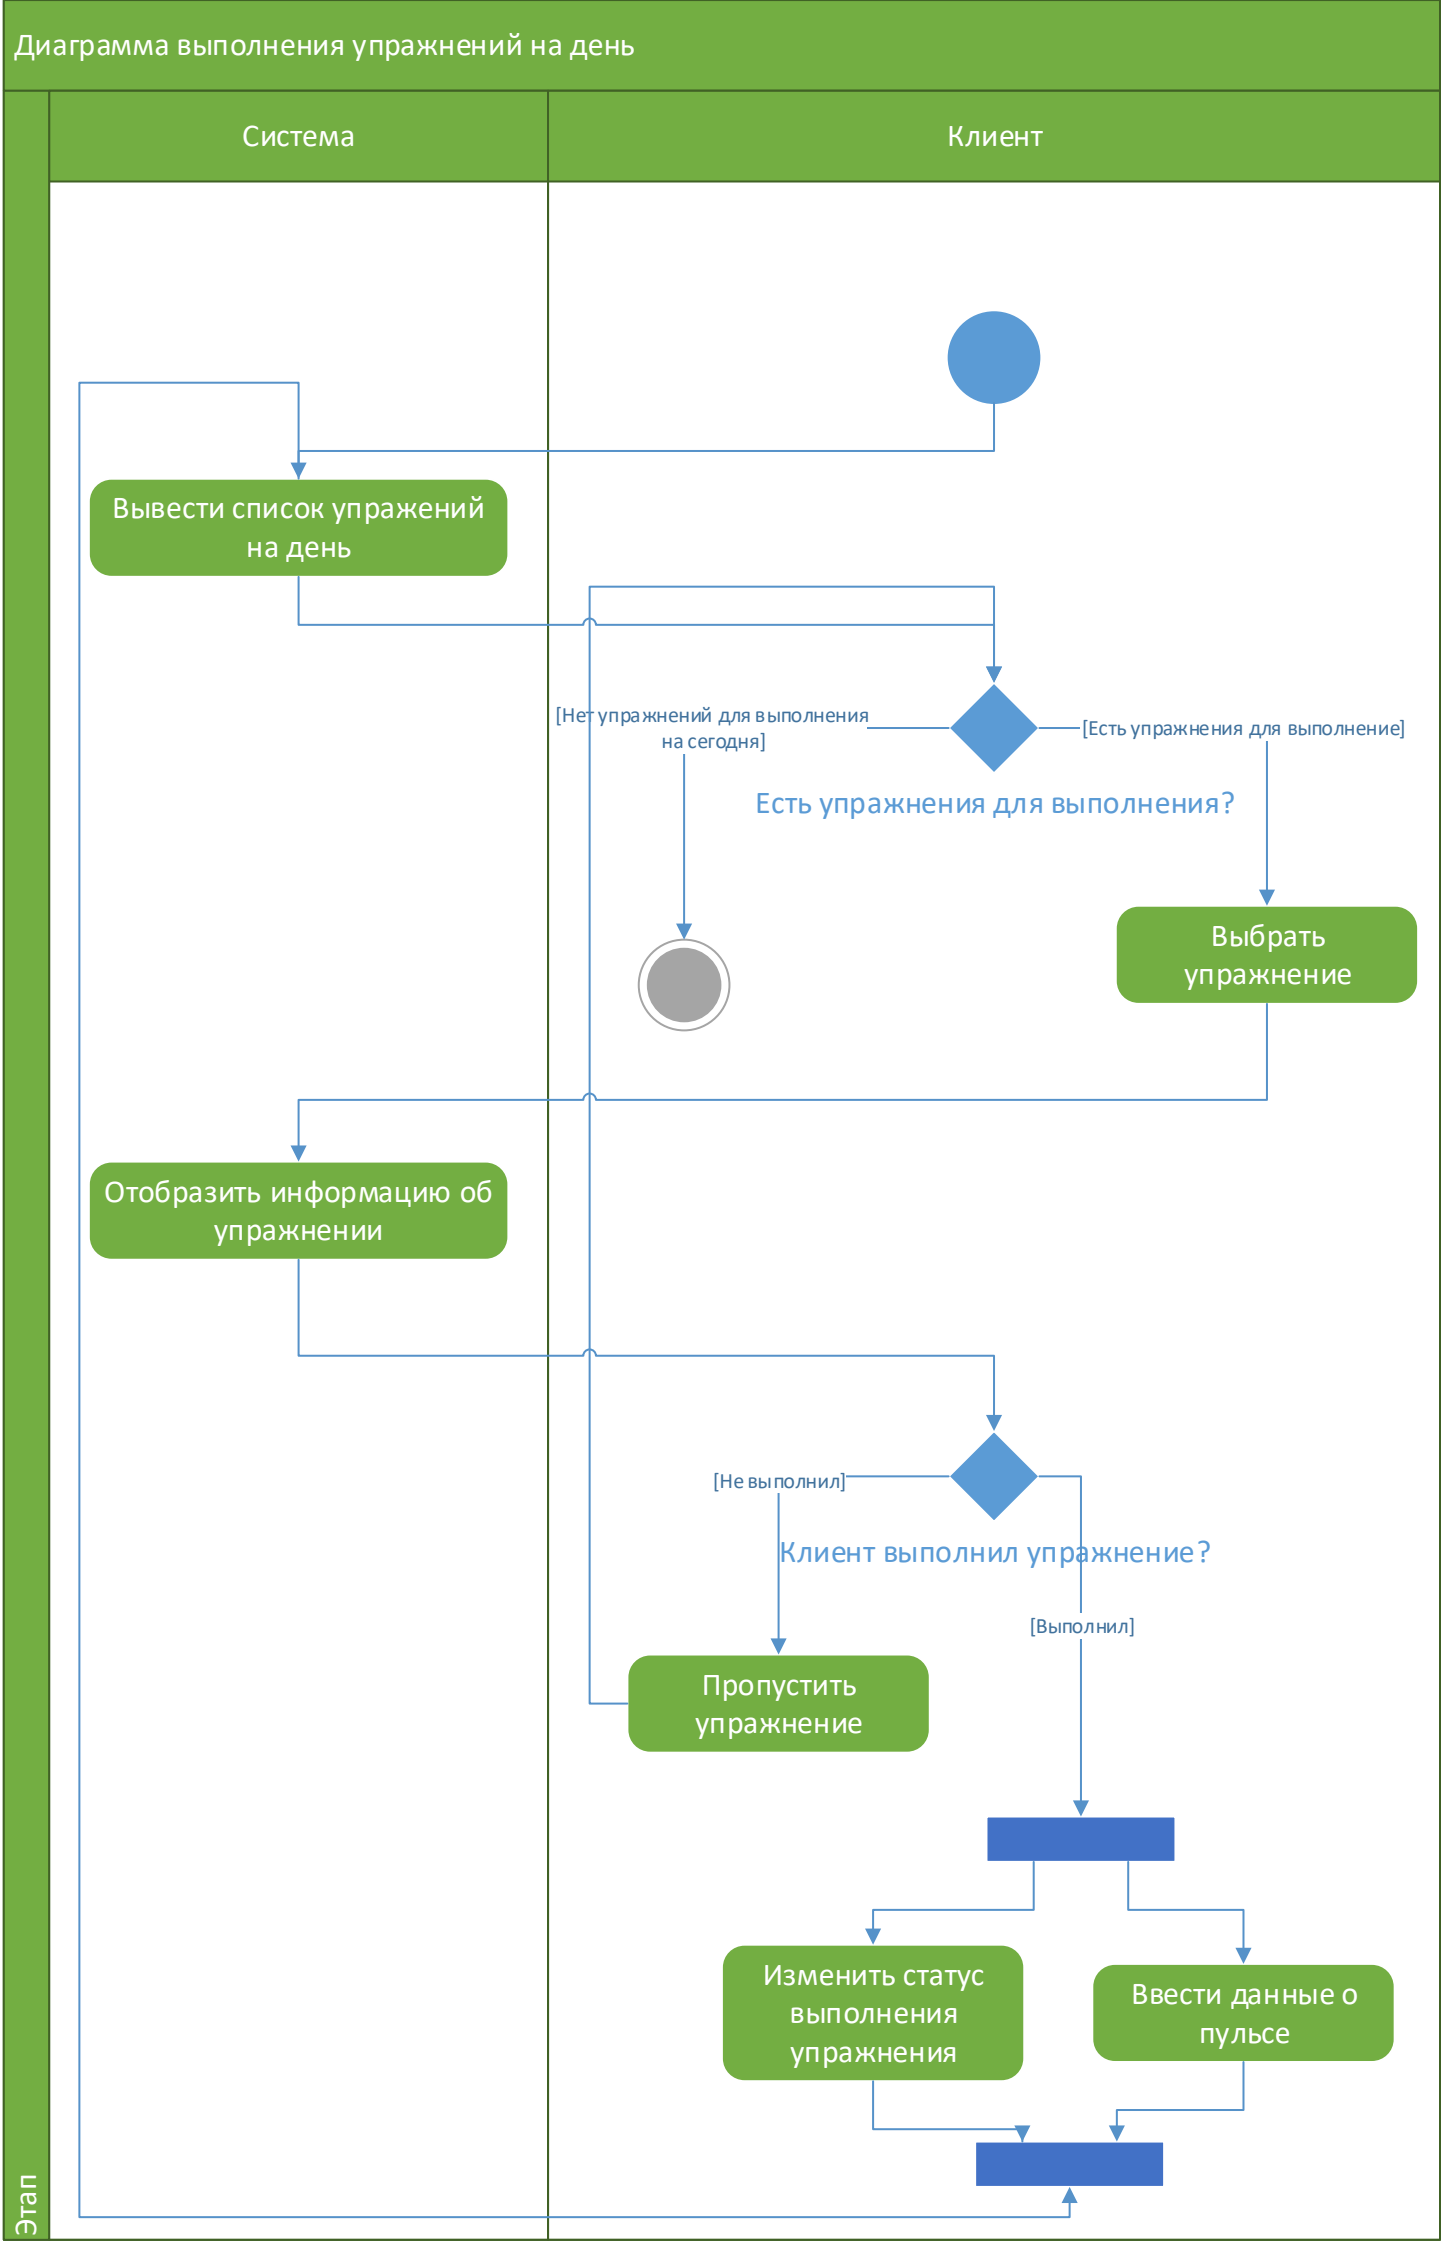 Диаграмма выполнения упражнений на день
Система
Клиент
Вывести список упражений
на день
[Нет упражнений для выполнения
на сегодня]
[Есть упражнения для выполнение]
Есть упражнения для выполнения?
Выбрать
упражнение
Отобразить информацию об
упражнении
[Не выполнил]
Клиент выполнил упражнение?
[Выполнил]
Пропустить
упражнение
Изменить статус
выполнения
упражнения
Ввести данные о
пульсе
Этап